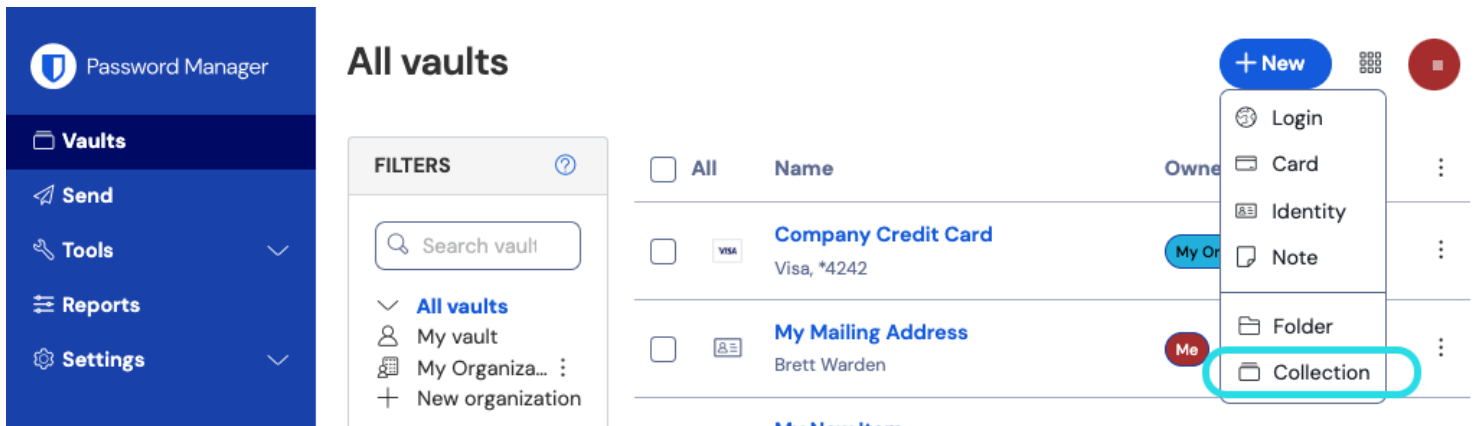 Password Manager
Vaults
Send
Tools
Reports
Settings
All vaults
New
FILTERS
Search vault
All vaults
My vault
My Organiza...
New organization
All Name Owne
VISA
Company Credit Card
Visa, *4242
My Or
My Mailing Address
Brett Warden
Me
Login
Card
Identity
Note
Folder
Collection